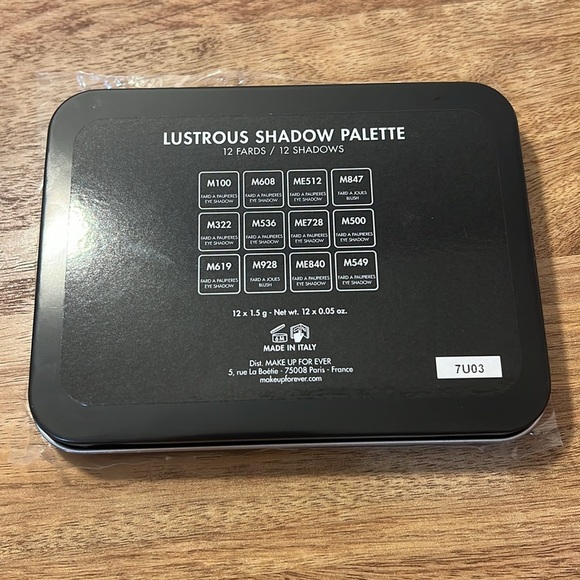 LUSTROUS SHADOW PALETTE
12 FARDS / 12 SHADOWS
M100 M608 ME512 M847
FARD A PAUPIERES FARD A PAUPIERES FARD A PAUPIERES FARD A JOUES
EYE SHADOW EYE SHADOW EYE SHADOW BLUSH
M322 M536 ME728 M500
FARD A PAUPIERES FARD A PAUPIERES FARD A PAUPIERES FARD A PAUPIERES
EYE SHADOW EYE SHADOW EYE SHADOW EYE SHADOW
M619 M928 ME840 M549
FARD A PAUPIERES FARD A JOUES FARD A PAUPIERES FARD A PAUPIERES
EYE SHADOW BLUSH EYE SHADOW EYE SHADOW
12 x 1.5 g - Net wt. 12 x 0.05 oz.
MADE IN ITALY
Dist. MAKE UP FOR EVER
5, rue La Boétie - 75008 Paris - France
makeupforever.com
7U03